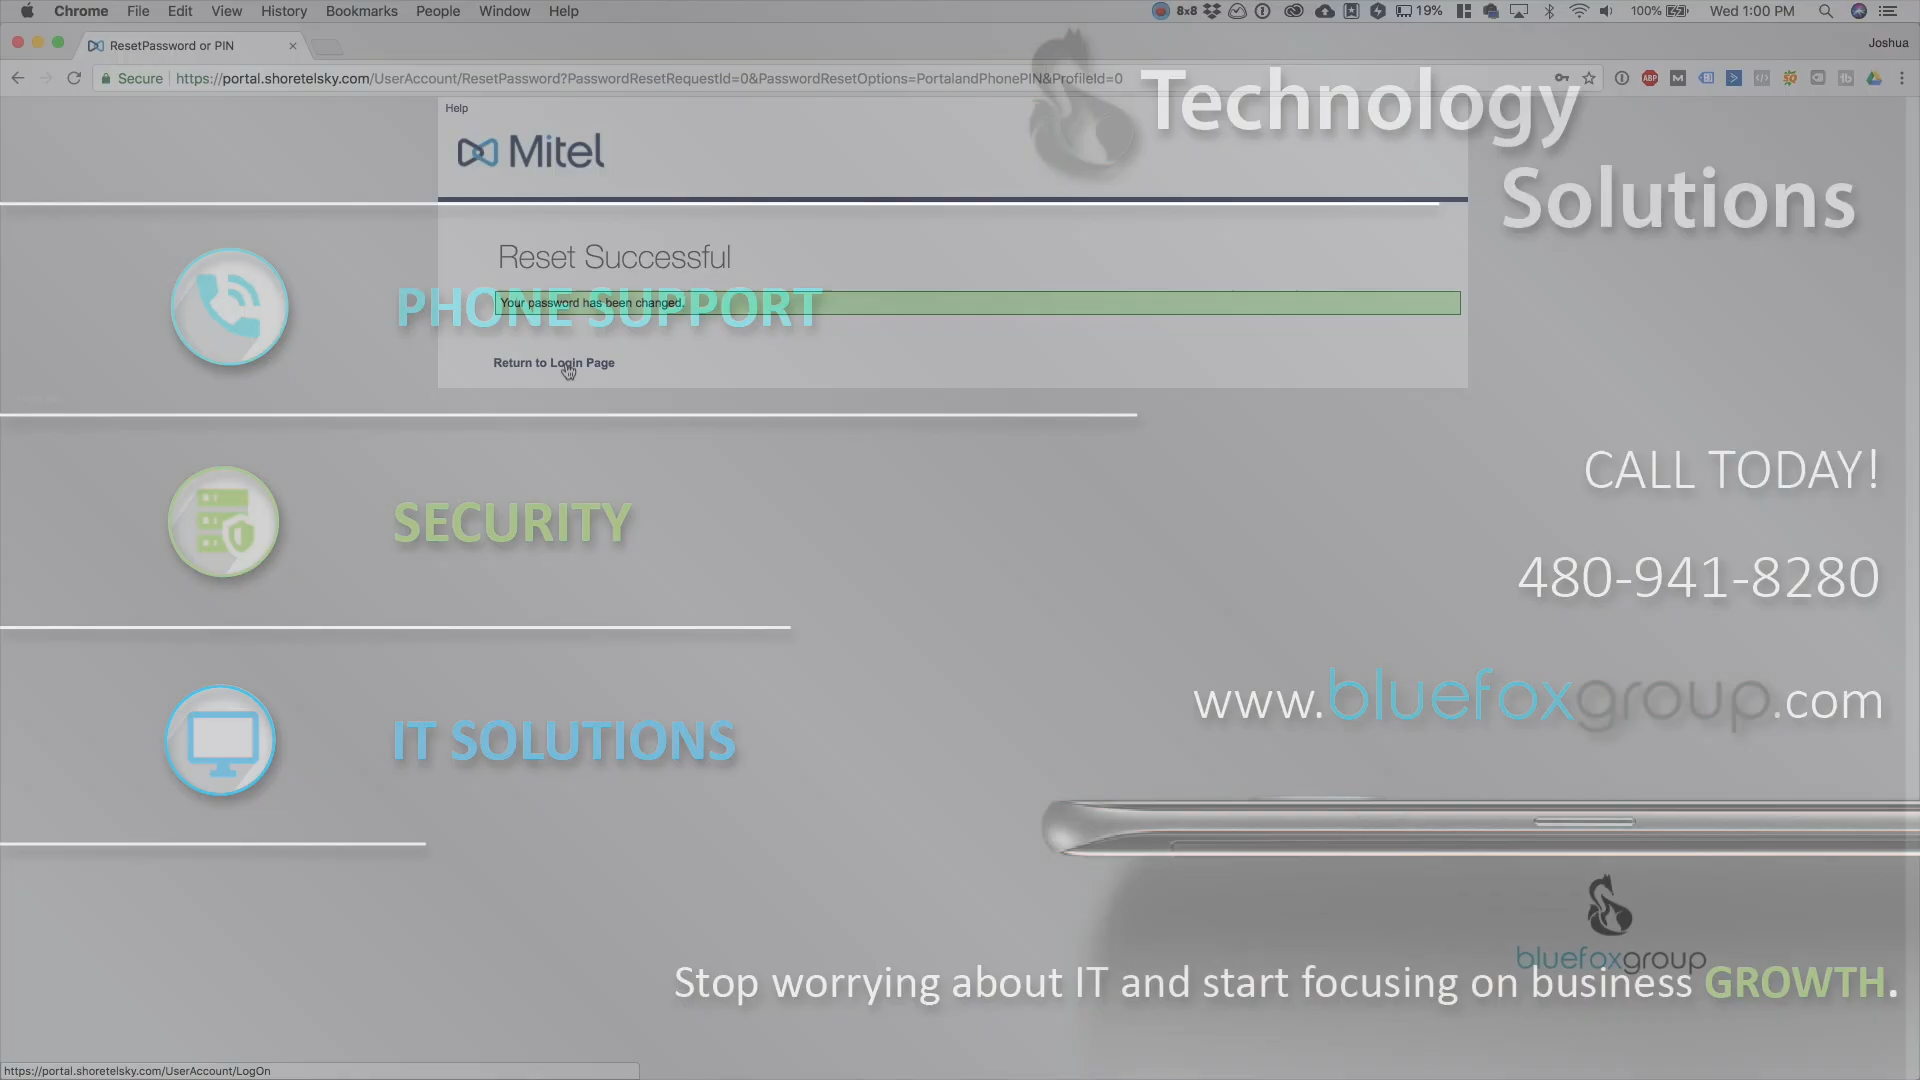 Chrome File Edit View History Bookmarks People Window Help 8x8 19% 100% Wed 1:00 PM
ResetPassword or PIN Joshua
Secure https://portal.shoretelsky.com/UserAccount/ResetPassword?PasswordResetRequestId=0&PasswordResetOptions=PortalandPhonePIN&ProfileId=0
Help
Mitel
Technology
Solutions
Reset Successful
Your password has been changed.
PHONE SUPPORT
Return to Login Page
SECURITY
IT SOLUTIONS
CALL TODAY!
480-941-8280
www.bluefoxgroup.com
bluefoxgroup
Stop worrying about IT and start focusing on business GROWTH.
https://portal.shoretelsky.com/UserAccount/LogOn